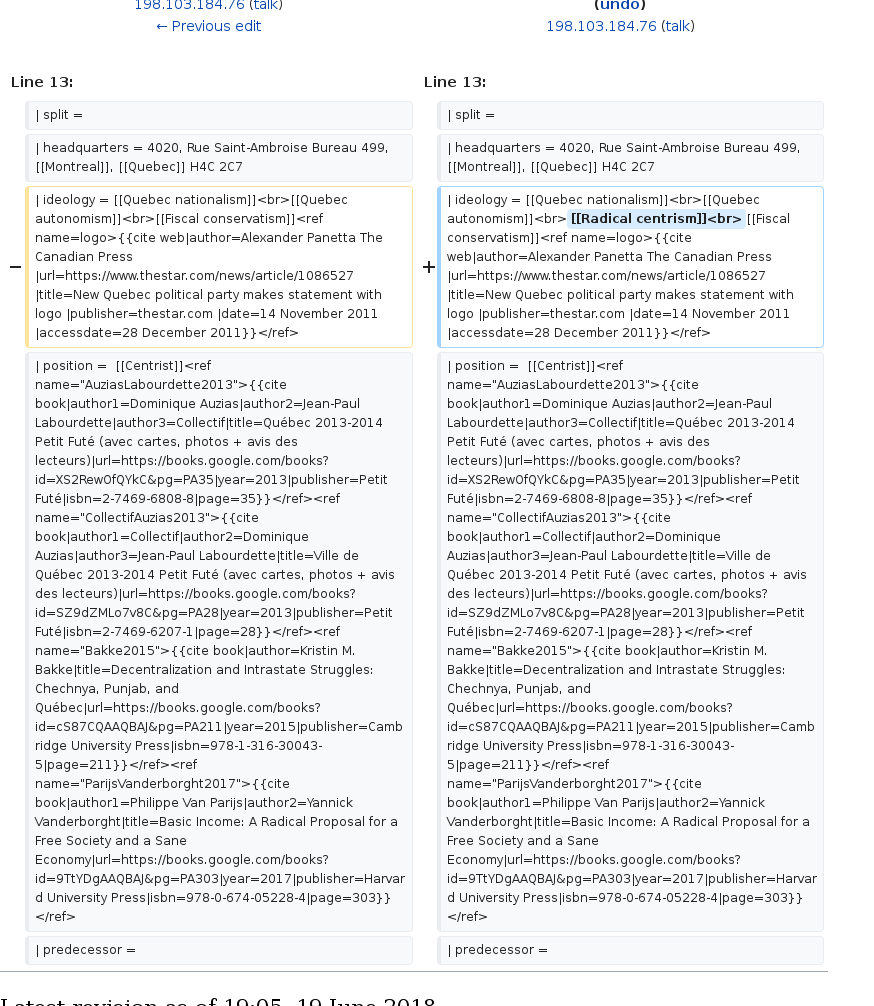 198.103.184.76 (talk)
← Previous edit
(undo)
198.103.184.76 (talk)
Line 13:
| split =
| headquarters = 4020, Rue Saint-Ambroise Bureau 499,
[[Montreal]], [[Quebec]] H4C 2C7
− | ideology = [[Quebec nationalism]]<br>[[Quebec
autonomism]]<br>[[Fiscal conservatism]]<ref
name=logo>{{cite web|author=Alexander Panetta The
Canadian Press
|url=https://www.thestar.com/news/article/1086527
|title=New Quebec political party makes statement with
logo |publisher=thestar.com |date=14 November 2011
|accessdate=28 December 2011}}</ref>
| position =  [[Centrist]]<ref
name="AuziasLabourdette2013">{{cite
book|author1=Dominique Auzias|author2=Jean-Paul
Labourdette|author3=Collectif|title=Québec 2013-2014
Petit Futé (avec cartes, photos + avis des
lecteurs)|url=https://books.google.com/books?
id=XS2RewOfQYkC&pg=PA35|year=2013|publisher=Petit
Futé|isbn=2-7469-6808-8|page=35}}</ref><ref
name="CollectifAuzias2013">{{cite
book|author1=Collectif|author2=Dominique
Auzias|author3=Jean-Paul Labourdette|title=Ville de
Québec 2013-2014 Petit Futé (avec cartes, photos + avis
des lecteurs)|url=https://books.google.com/books?
id=SZ9dZMLo7v8C&pg=PA28|year=2013|publisher=Petit
Futé|isbn=2-7469-6207-1|page=28}}</ref><ref
name="Bakke2015">{{cite book|author=Kristin M.
Bakke|title=Decentralization and Intrastate Struggles:
Chechnya, Punjab, and
Québec|url=https://books.google.com/books?
id=cS87CQAAQBAJ&pg=PA211|year=2015|publisher=Camb
ridge University Press|isbn=978-1-316-30043-
5|page=211}}</ref><ref
name="ParijsVanderborght2017">{{cite
book|author1=Philippe Van Parijs|author2=Yannick
Vanderborght|title=Basic Income: A Radical Proposal for a
Free Society and a Sane
Economy|url=https://books.google.com/books?
id=9TtYDgAAQBAJ&pg=PA303|year=2017|publisher=Harvar
d University Press|isbn=978-0-674-05228-4|page=303}}
</ref>
| predecessor =
Line 13:
| split =
| headquarters = 4020, Rue Saint-Ambroise Bureau 499,
[[Montreal]], [[Quebec]] H4C 2C7
+ | ideology = [[Quebec nationalism]]<br>[[Quebec
autonomism]]<br>[[Radical centrism]]<br>[[Fiscal
conservatism]]<ref name=logo>{{cite
web|author=Alexander Panetta The Canadian Press
|url=https://www.thestar.com/news/article/1086527
|title=New Quebec political party makes statement with
logo |publisher=thestar.com |date=14 November 2011
|accessdate=28 December 2011}}</ref>
| position =  [[Centrist]]<ref
name="AuziasLabourdette2013">{{cite
book|author1=Dominique Auzias|author2=Jean-Paul
Labourdette|author3=Collectif|title=Québec 2013-2014
Petit Futé (avec cartes, photos + avis des
lecteurs)|url=https://books.google.com/books?
id=XS2RewOfQYkC&pg=PA35|year=2013|publisher=Petit
Futé|isbn=2-7469-6808-8|page=35}}</ref><ref
name="CollectifAuzias2013">{{cite
book|author1=Collectif|author2=Dominique
Auzias|author3=Jean-Paul Labourdette|title=Ville de
Québec 2013-2014 Petit Futé (avec cartes, photos + avis
des lecteurs)|url=https://books.google.com/books?
id=SZ9dZMLo7v8C&pg=PA28|year=2013|publisher=Petit
Futé|isbn=2-7469-6207-1|page=28}}</ref><ref
name="Bakke2015">{{cite book|author=Kristin M.
Bakke|title=Decentralization and Intrastate Struggles:
Chechnya, Punjab, and
Québec|url=https://books.google.com/books?
id=cS87CQAAQBAJ&pg=PA211|year=2015|publisher=Camb
ridge University Press|isbn=978-1-316-30043-
5|page=211}}</ref><ref
name="ParijsVanderborght2017">{{cite
book|author1=Philippe Van Parijs|author2=Yannick
Vanderborght|title=Basic Income: A Radical Proposal for a
Free Society and a Sane
Economy|url=https://books.google.com/books?
id=9TtYDgAAQBAJ&pg=PA303|year=2017|publisher=Harvar
d University Press|isbn=978-0-674-05228-4|page=303}}
</ref>
| predecessor =
Latest revision as of 19:05, 19 June 2018